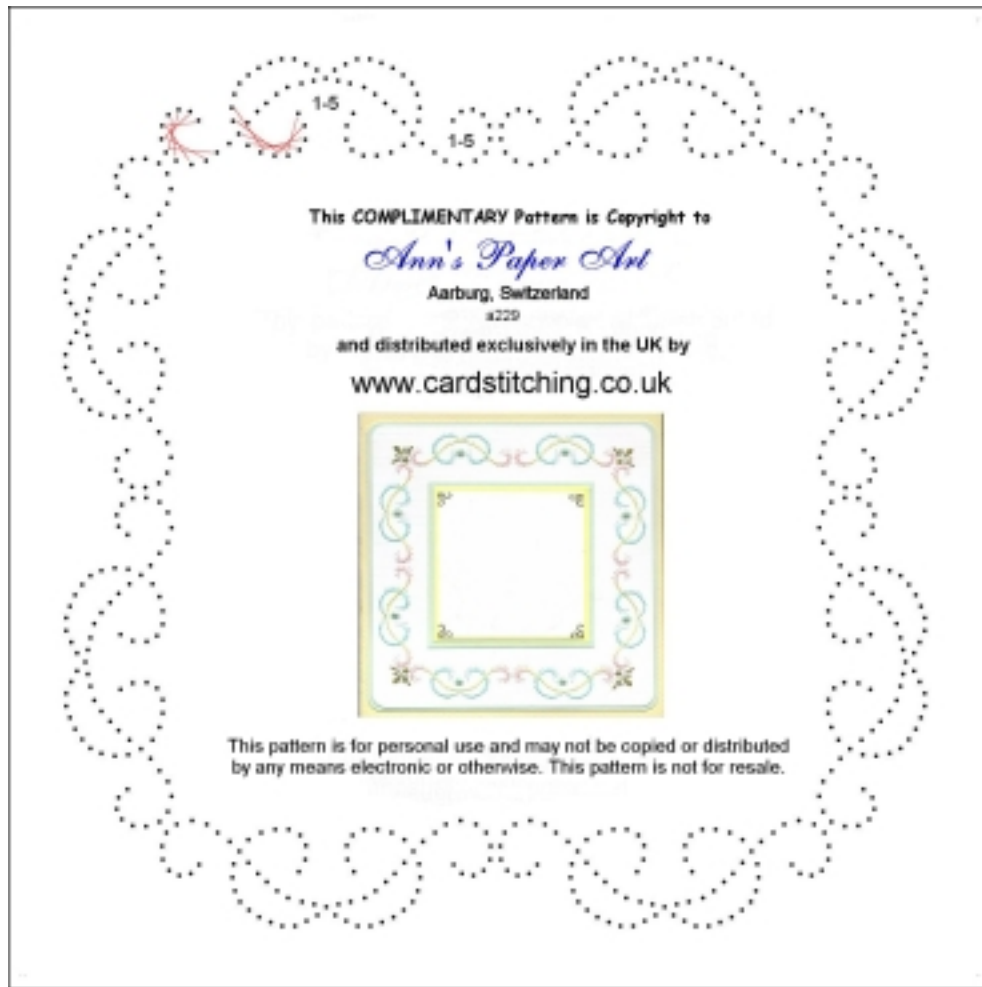 1-5
1-5
This COMPLIMENTARY Pattern is Copyright to
Ann's Paper Art
Aarburg, Switzerland
a229
and distributed exclusively in the UK by
www.cardstitching.co.uk
This pattern is for personal use and may not be copied or distributed
by any means electronic or otherwise. This pattern is not for resale.